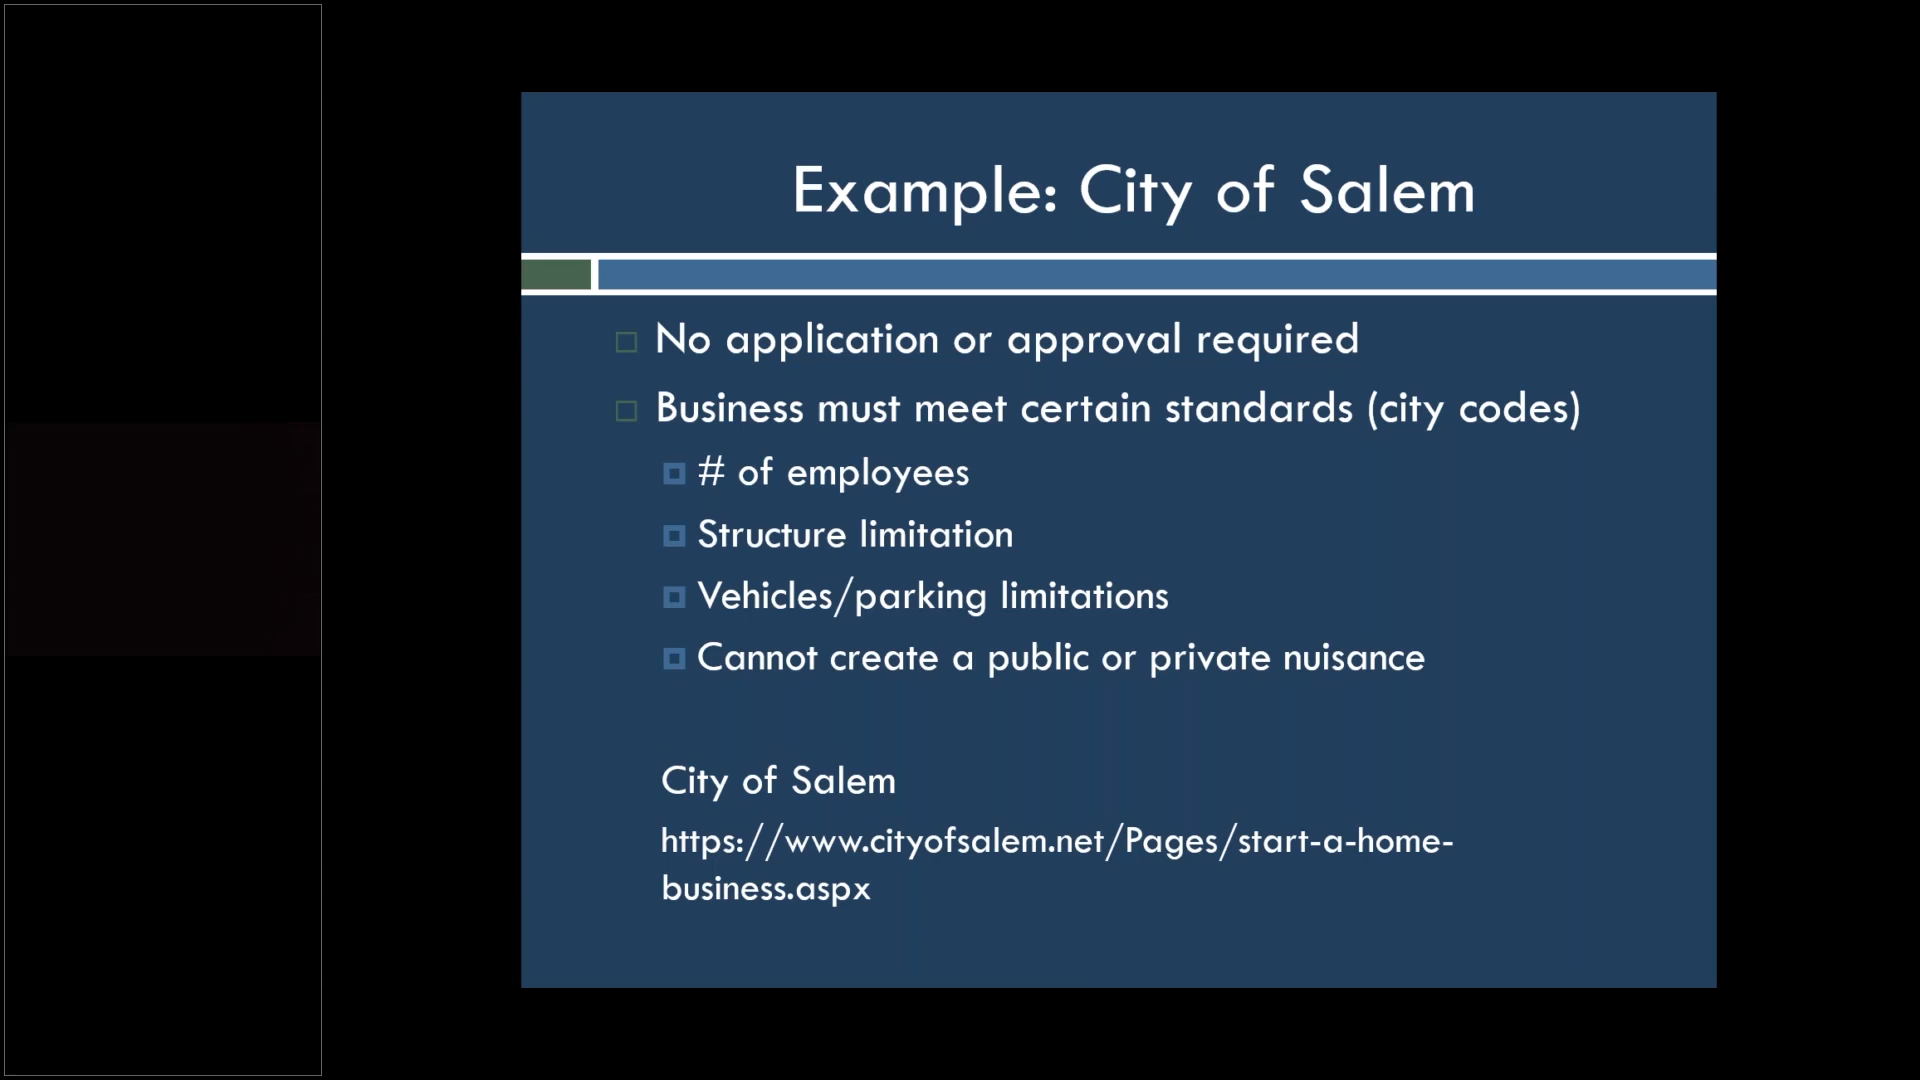 Example: City of Salem
No application or approval required
Business must meet certain standards (city codes)
# of employees
Structure limitation
Vehicles/parking limitations
Cannot create a public or private nuisance
City of Salem
https://www.cityofsalem.net/Pages/start-a-home-
business.aspx